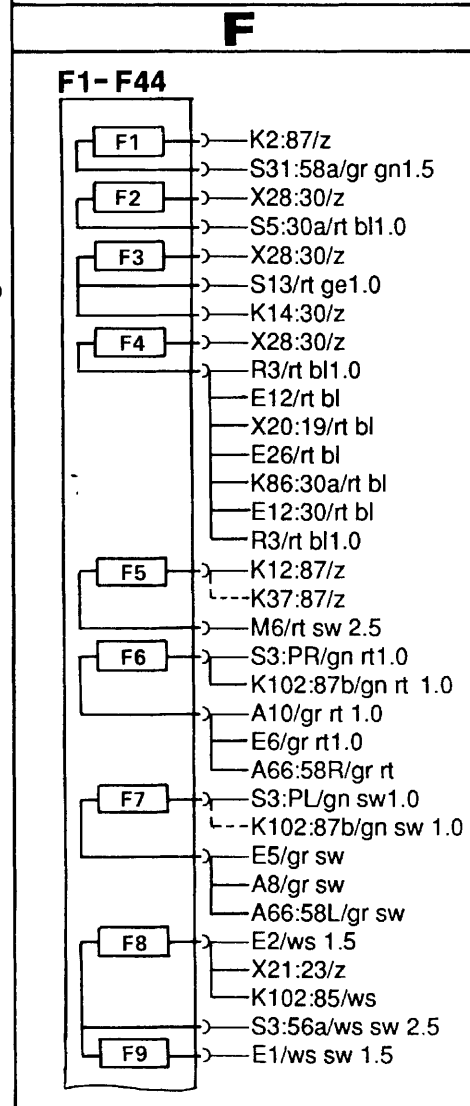 F
F1-F44
F1 K2:87/z
S31:58a/gr gn1.5
F2 X28:30/z
S5:30a/rt bl1.0
F3 X28:30/z
S13/rt ge1.0
K14:30/z
F4 X28:30/z
R3/rt bl1.0
E12/rt bl
X20:19/rt bl
E26/rt bl
K86:30a/rt bl
E12:30/rt bl
R3/rt bl1.0
F5 K12:87/z
K37:87/z
M6/rt sw 2.5
F6 S3:PR/gn rt1.0
K102:87b/gn rt 1.0
A10/gr rt 1.0
E6/gr rt1.0
A66:58R/gr rt
F7 S3:PL/gn sw1.0
K102:87b/gn sw 1.0
E5/gr sw
A8/gr sw
A66:58L/gr sw
F8 E2/ws 1.5
X21:23/z
K102:85/ws
S3:56a/ws sw 2.5
F9 E1/ws sw 1.5